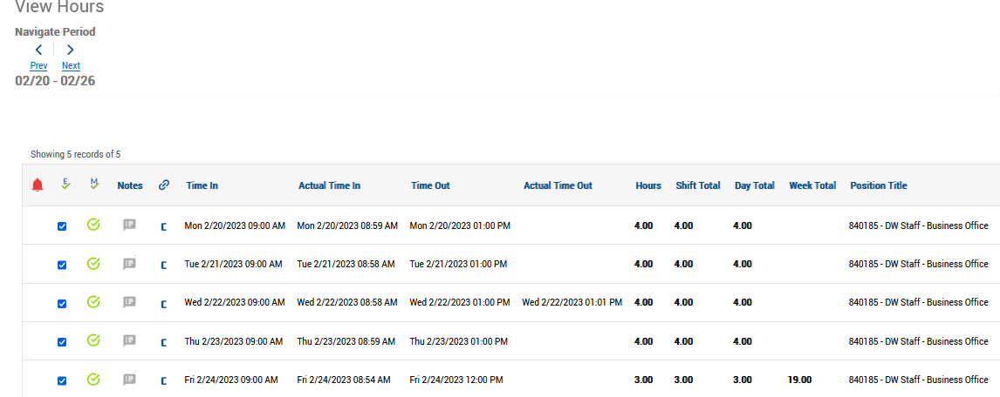 View Hours
Navigate Period
Prev Next
02/20 - 02/26
Showing 5 records of 5
E M Notes Time In Actual Time In Time Out Actual Time Out Hours Shift Total Day Total Week Total Position Title
Mon 2/20/2023 09:00 AM Mon 2/20/2023 08:59 AM Mon 2/20/2023 01:00 PM 4.00 4.00 4.00 840185 - DW Staff - Business Office
Tue 2/21/2023 09:00 AM Tue 2/21/2023 08:58 AM Tue 2/21/2023 01:00 PM 4.00 4.00 4.00 840185 - DW Staff - Business Office
Wed 2/22/2023 09:00 AM Wed 2/22/2023 08:58 AM Wed 2/22/2023 01:00 PM Wed 2/22/2023 01:01 PM 4.00 4.00 4.00 840185 - DW Staff - Business Office
Thu 2/23/2023 09:00 AM Thu 2/23/2023 08:59 AM Thu 2/23/2023 01:00 PM 4.00 4.00 4.00 840185 - DW Staff - Business Office
Fri 2/24/2023 09:00 AM Fri 2/24/2023 08:54 AM Fri 2/24/2023 12:00 PM 3.00 3.00 3.00 19.00 840185 - DW Staff - Business Office